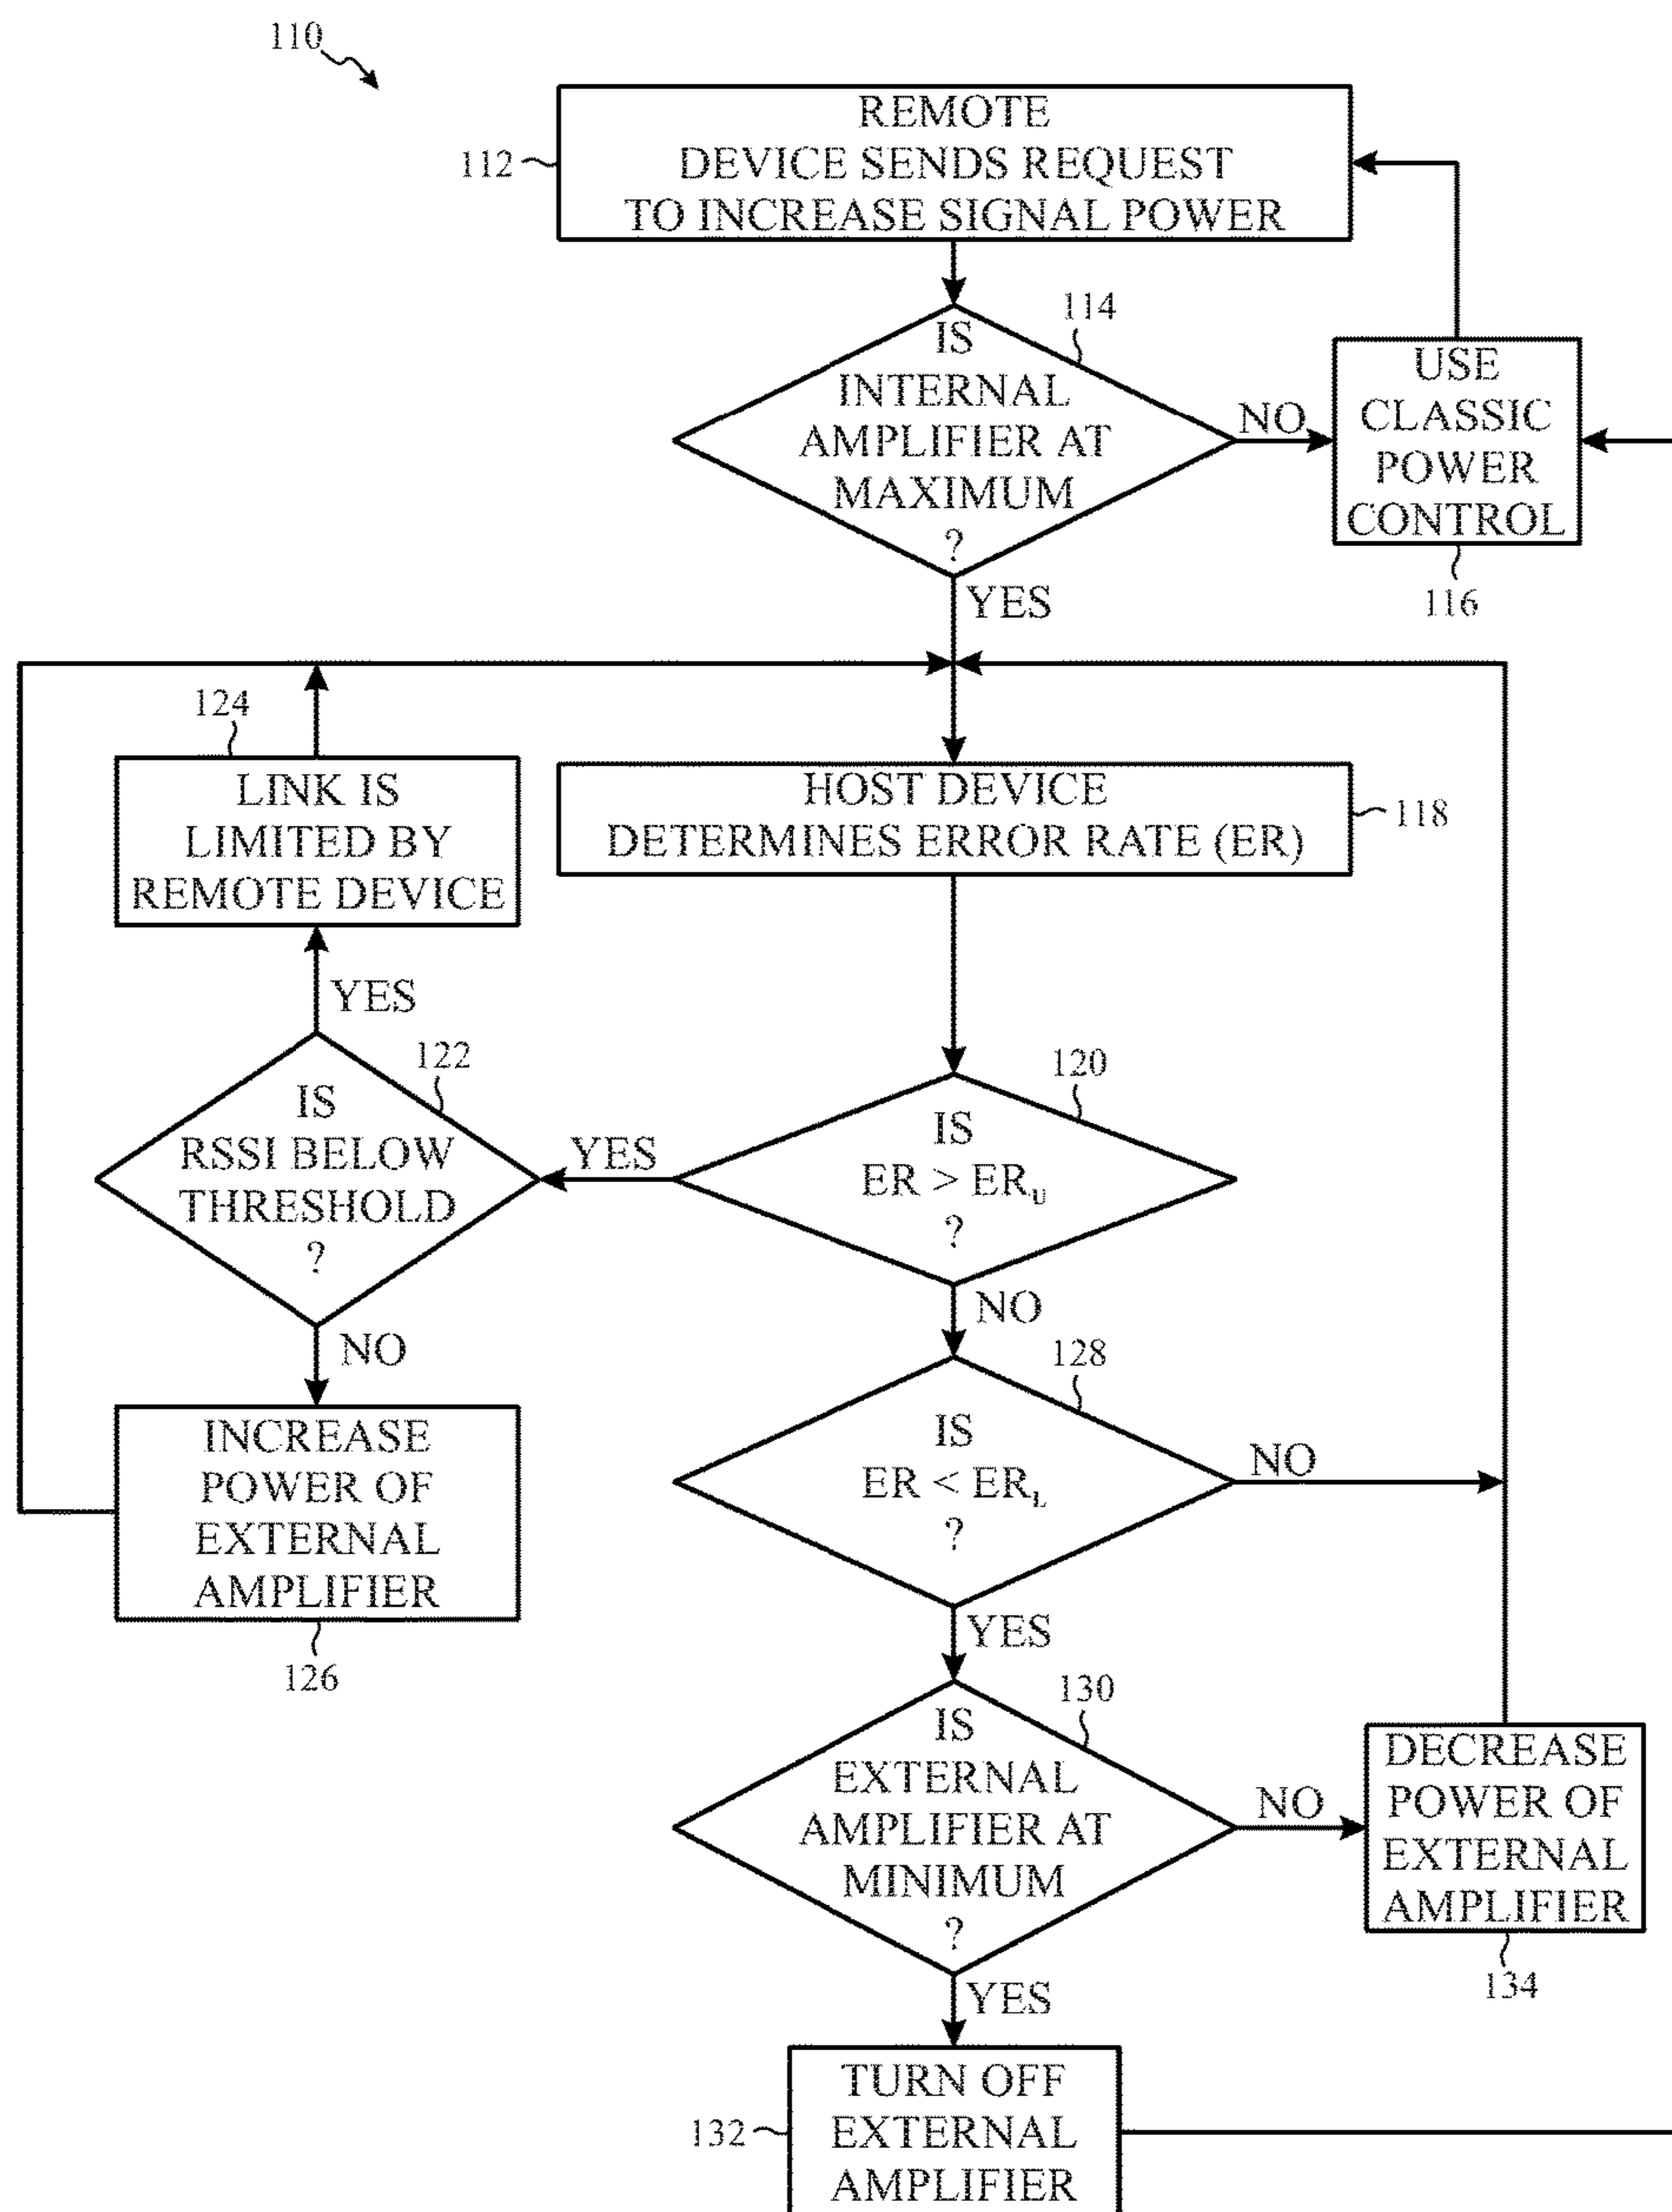 110
REMOTE
DEVICE SENDS REQUEST
TO INCREASE SIGNAL POWER
112
IS
INTERNAL
AMPLIFIER AT
MAXIMUM
?
114
NO
USE
CLASSIC
POWER
CONTROL
116
YES
HOST DEVICE
DETERMINES ERROR RATE (ER)
118
124
LINK IS
LIMITED BY
REMOTE DEVICE
YES
122
IS
RSSI BELOW
THRESHOLD
?
YES
120
IS
ER > ER_U
?
NO
INCREASE
POWER OF
EXTERNAL
AMPLIFIER
126
NO
128
IS
ER < ER_L
?
NO
YES
130
IS
EXTERNAL
AMPLIFIER AT
MINIMUM
?
NO
DECREASE
POWER OF
EXTERNAL
AMPLIFIER
134
YES
132
TURN OFF
EXTERNAL
AMPLIFIER